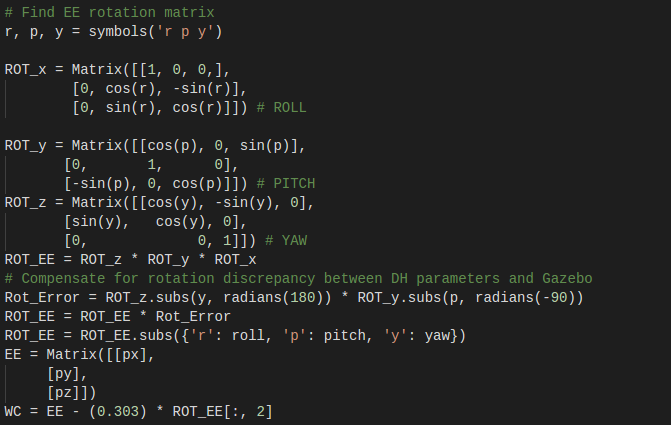 # Find EE rotation matrix
r, p, y = symbols('r p y')
ROT_x = Matrix([[1, 0, 0,],
[0, cos(r), -sin(r)],
[0, sin(r), cos(r)]]) # ROLL
ROT_y = Matrix([[cos(p), 0, sin(p)],
[0, 1, 0],
[-sin(p), 0, cos(p)]]) # PITCH
ROT_z = Matrix([[cos(y), -sin(y), 0],
[sin(y), cos(y), 0],
[0, 0, 1]]) # YAW
ROT_EE = ROT_z * ROT_y * ROT_x
# Compensate for rotation discrepancy between DH parameters and Gazebo
Rot_Error = ROT_z.subs(y, radians(180)) * ROT_y.subs(p, radians(-90))
ROT_EE = ROT_EE * Rot_Error
ROT_EE = ROT_EE.subs({'r': roll, 'p': pitch, 'y': yaw})
EE = Matrix([[px],
[py],
[pz]])
WC = EE - (0.303) * ROT_EE[:, 2]